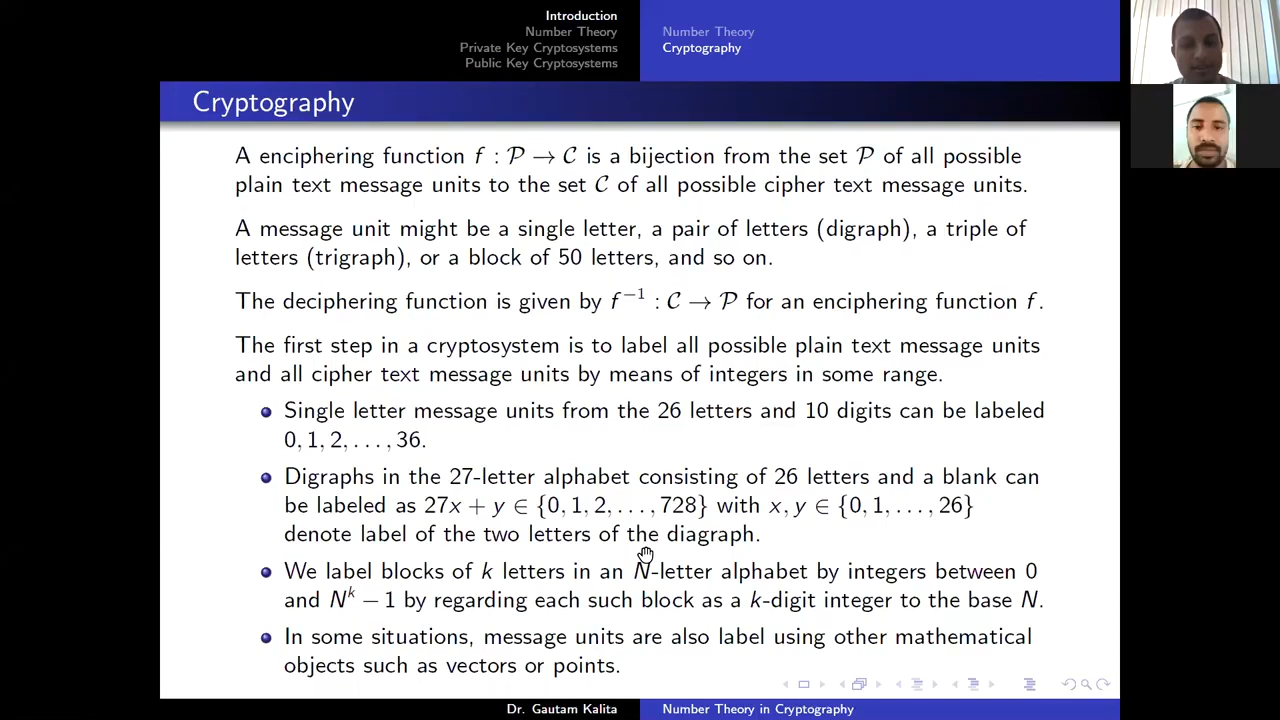 Introduction
Number Theory
Private Key Cryptosystems
Public Key Cryptosystems
Number Theory
Cryptography
Cryptography
A enciphering function f : P → C is a bijection from the set P of all possible
plain text message units to the set C of all possible cipher text message units.
A message unit might be a single letter, a pair of letters (digraph), a triple of
letters (trigraph), or a block of 50 letters, and so on.
The deciphering function is given by f⁻¹ : C → P for an enciphering function f.
The first step in a cryptosystem is to label all possible plain text message units
and all cipher text message units by means of integers in some range.
Single letter message units from the 26 letters and 10 digits can be labeled
0, 1, 2, . . . , 36.
Digraphs in the 27-letter alphabet consisting of 26 letters and a blank can
be labeled as 27x + y ∈ {0, 1, 2, . . . , 728} with x, y ∈ {0, 1, . . . , 26}
denote label of the two letters of the diagraph.
We label blocks of k letters in an N-letter alphabet by integers between 0
and Nᵏ − 1 by regarding each such block as a k-digit integer to the base N.
In some situations, message units are also label using other mathematical
objects such as vectors or points.
Dr. Gautam Kalita
Number Theory in Cryptography